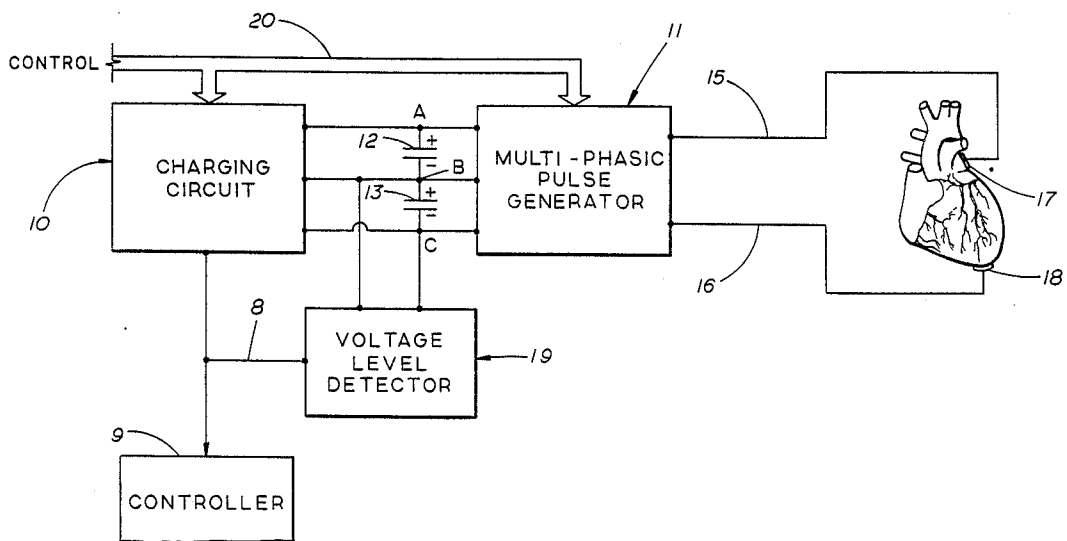 20
11
CONTROL
15
A
12
+
CHARGING
CIRCUIT
-
B
MULTI-PHASIC
PULSE
GENERATOR
13
+
-
10
17
C
16
18
8
VOLTAGE
LEVEL
DETECTOR
19
9
CONTROLLER